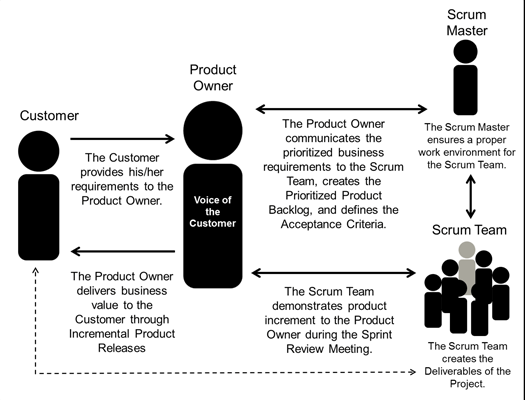 Scrum
Master
Product
Owner
Customer
The Customer
provides his/her
requirements to the
Product Owner.
Voice of
the
Customer
The Product Owner
communicates the
prioritized business
requirements to the Scrum
Team, creates the
Prioritized Product
Backlog, and defines the
Acceptance Criteria.
The Scrum Master
ensures a proper
work environment for
the Scrum Team.
Scrum Team
The Product Owner
delivers business
value to the
Customer through
Incremental Product
Releases
The Scrum Team
demonstrates product
increment to the Product
Owner during the Sprint
Review Meeting.
The Scrum Team
creates the
Deliverables of the
Project.